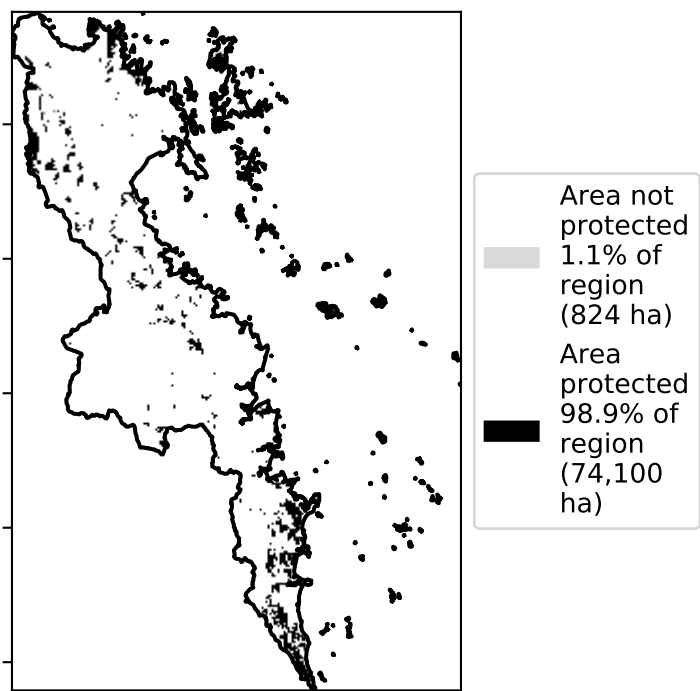 Area not
protected
1.1% of
region
(824 ha)
Area
protected
98.9% of
region
(74,100
ha)